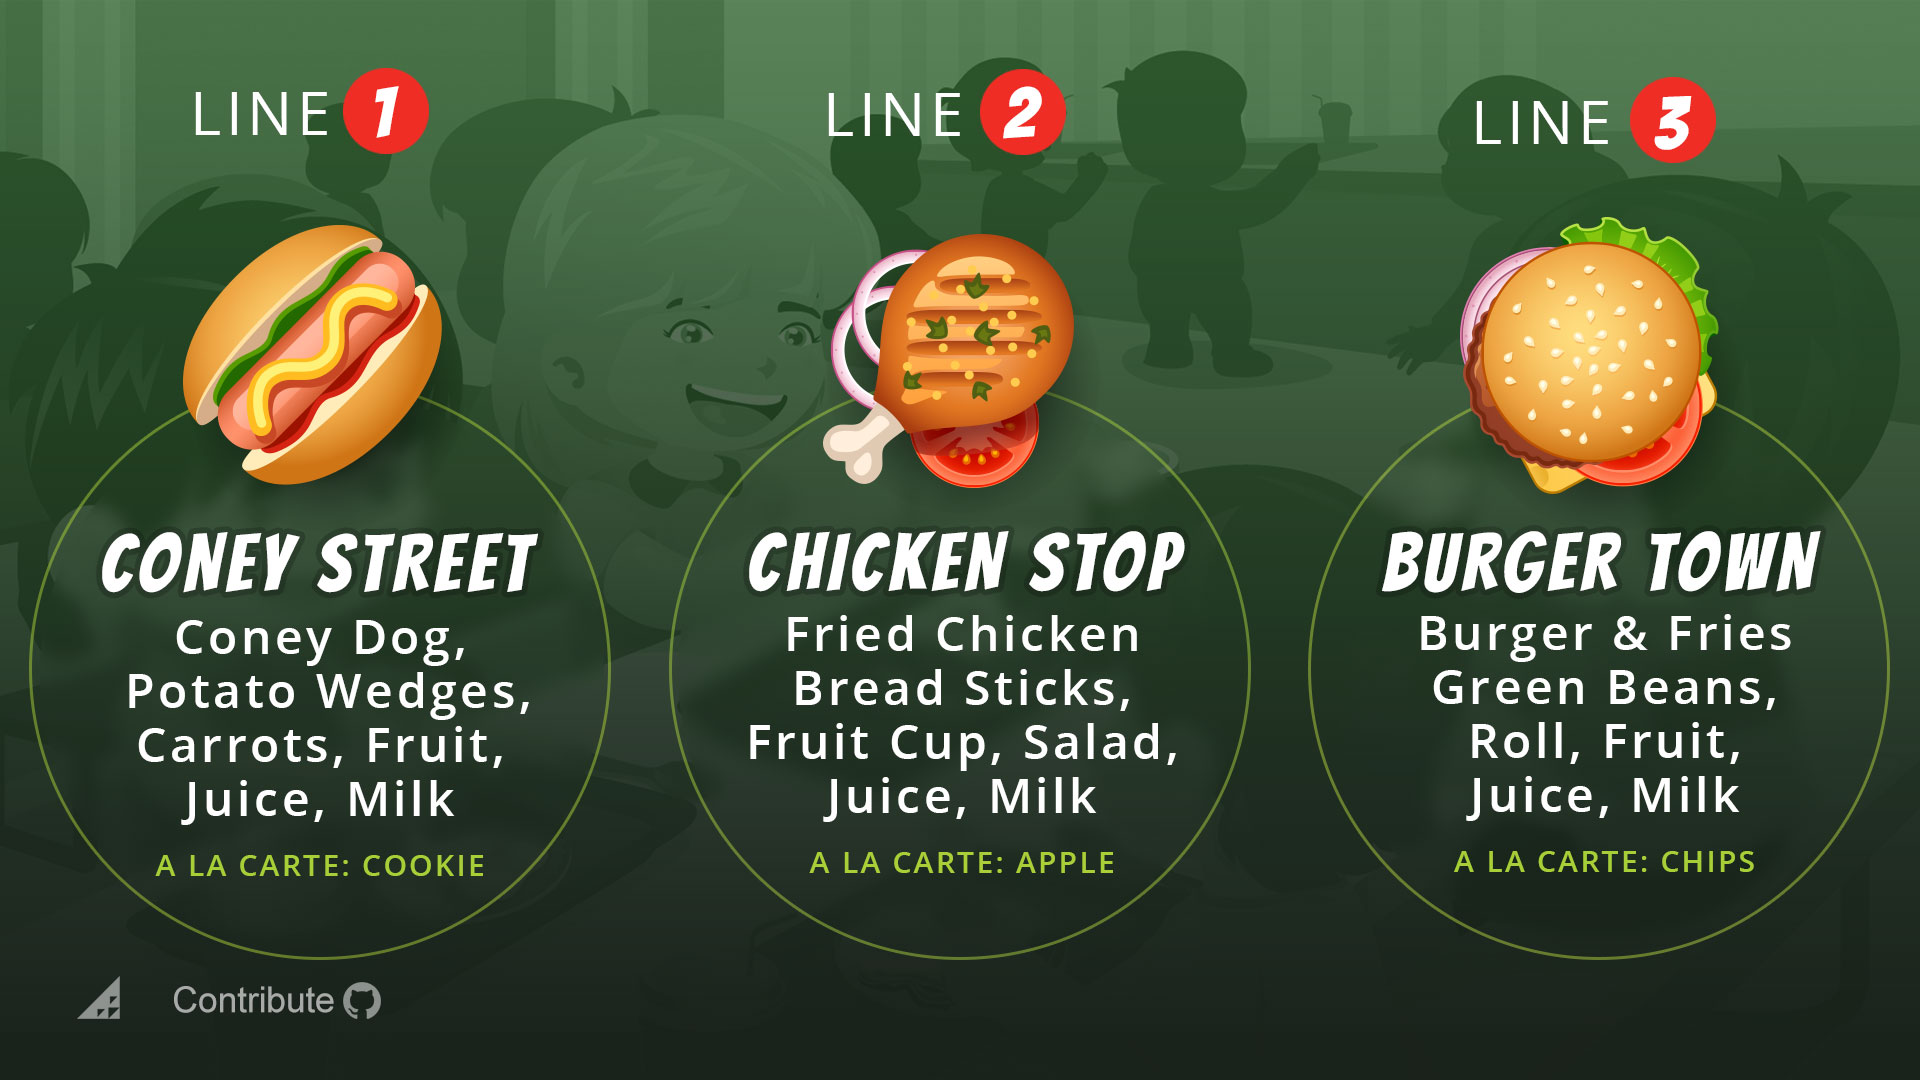 LINE 1
CONEY STREET
Coney Dog,
Potato Wedges,
Carrots, Fruit,
Juice, Milk
A LA CARTE: COOKIE
LINE 2
CHICKEN STOP
Fried Chicken
Bread Sticks,
Fruit Cup, Salad,
Juice, Milk
A LA CARTE: APPLE
LINE 3
BURGER TOWN
Burger & Fries
Green Beans,
Roll, Fruit,
Juice, Milk
A LA CARTE: CHIPS
Contribute